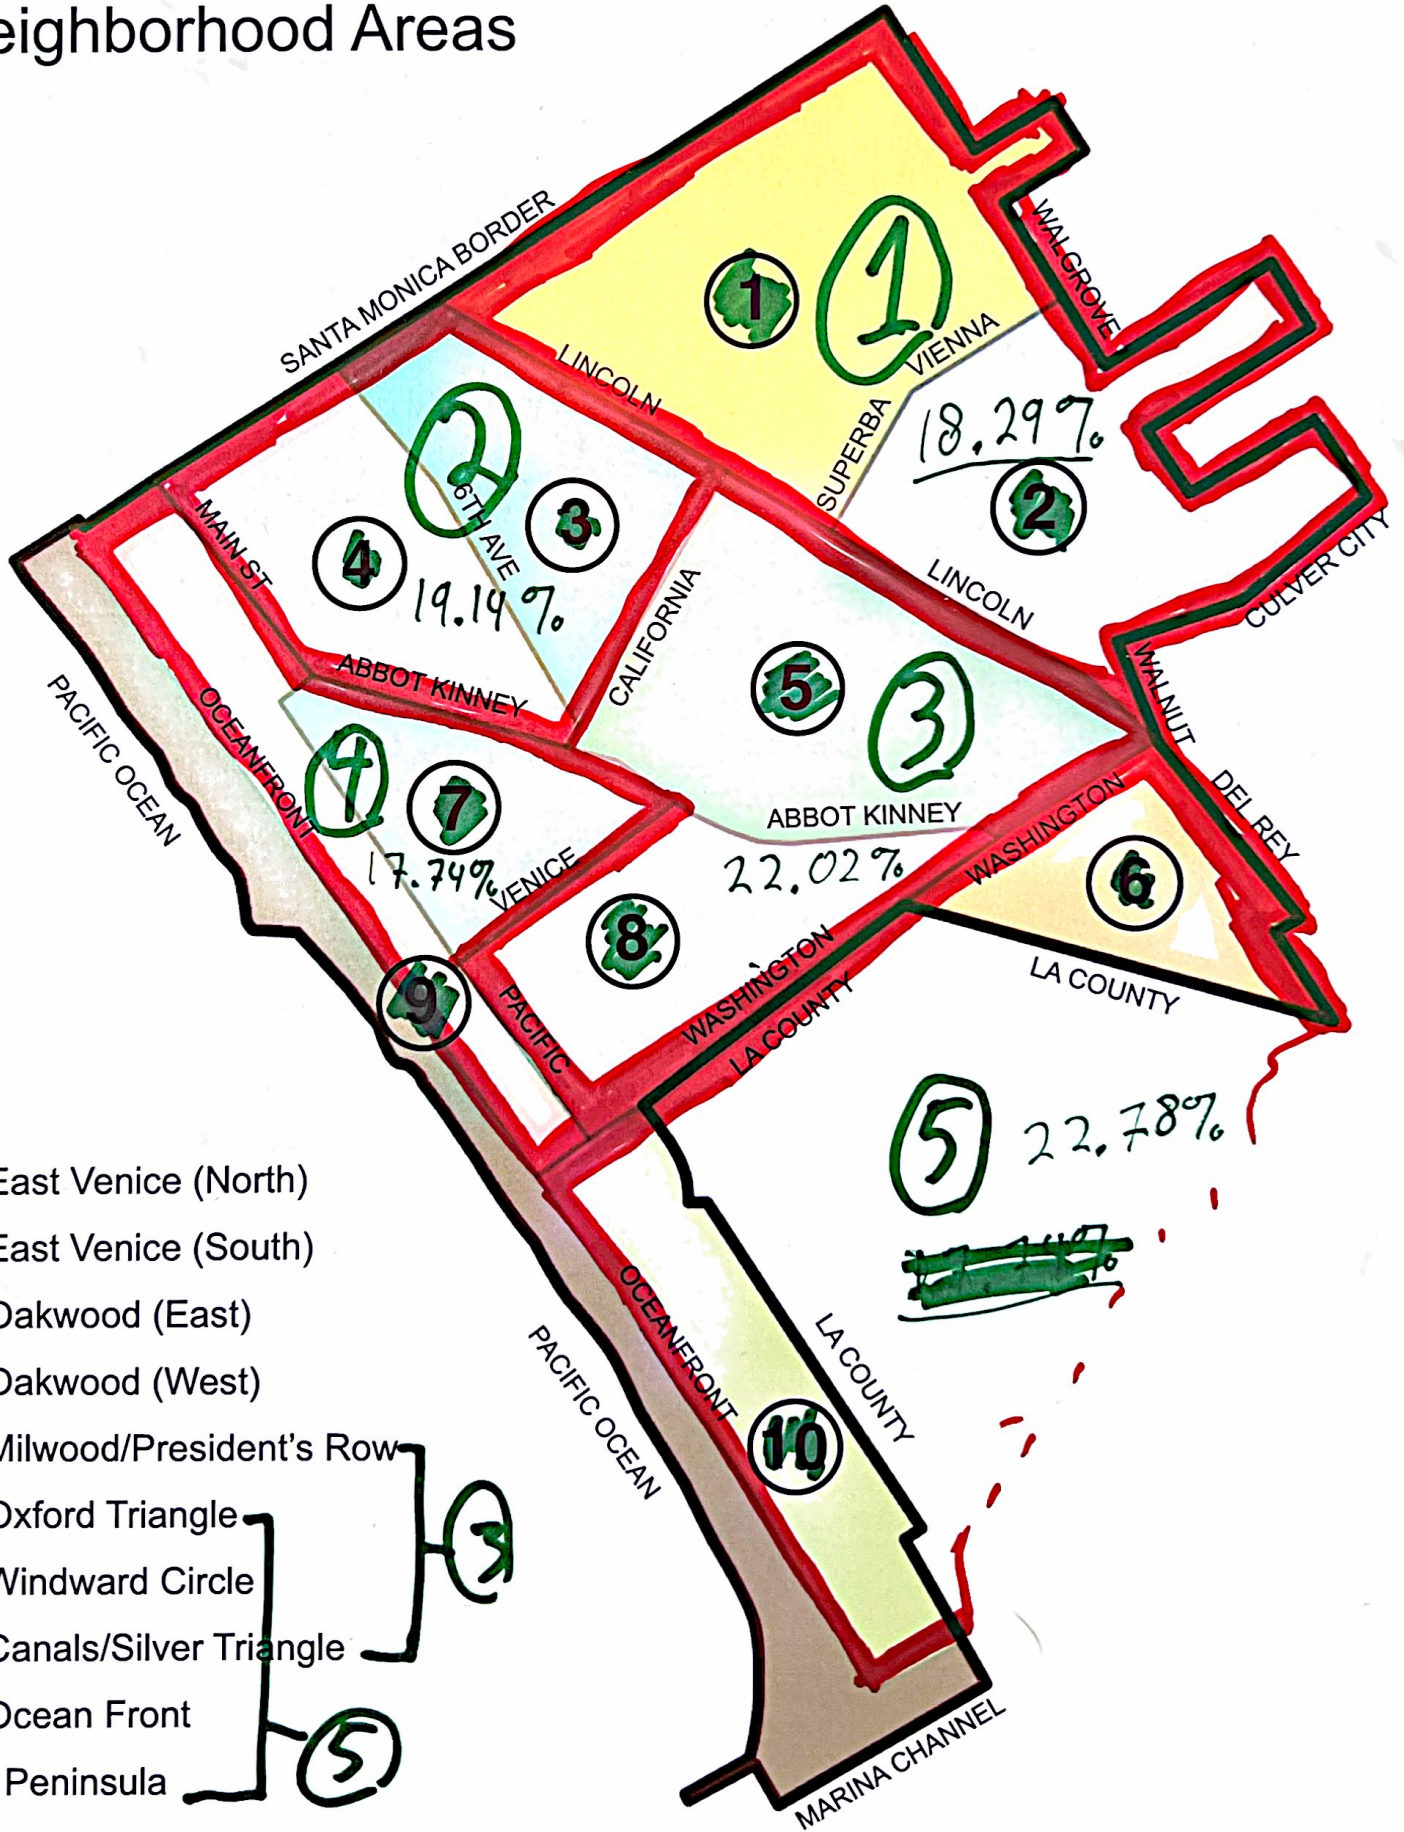 eighborhood Areas
SANTA MONICA BORDER
WALGROVE
1
1
VIENNA
LINCOLN
SUPERBA
18.29%
2
2
6TH AVE
3
4
19.14%
MAIN ST
LINCOLN
CULVER CITY
CALIFORNIA
ABBOT KINNEY
5
3
WALNUT
DEL REY
PACIFIC OCEAN
OCEANFRONT
4
7
17.74%
VENICE
ABBOT KINNEY
22.02%
WASHINGTON
6
8
9
PACIFIC
WASHINGTON
LA COUNTY
LA COUNTY
5
22.78%
East Venice (North)
East Venice (South)
Oakwood (East)
Oakwood (West)
Milwood/President's Row
Oxford Triangle
3
Windward Circle
Canals/Silver Triangle
Ocean Front
5
Peninsula
OCEANFRONT
PACIFIC OCEAN
LA COUNTY
10
MARINA CHANNEL